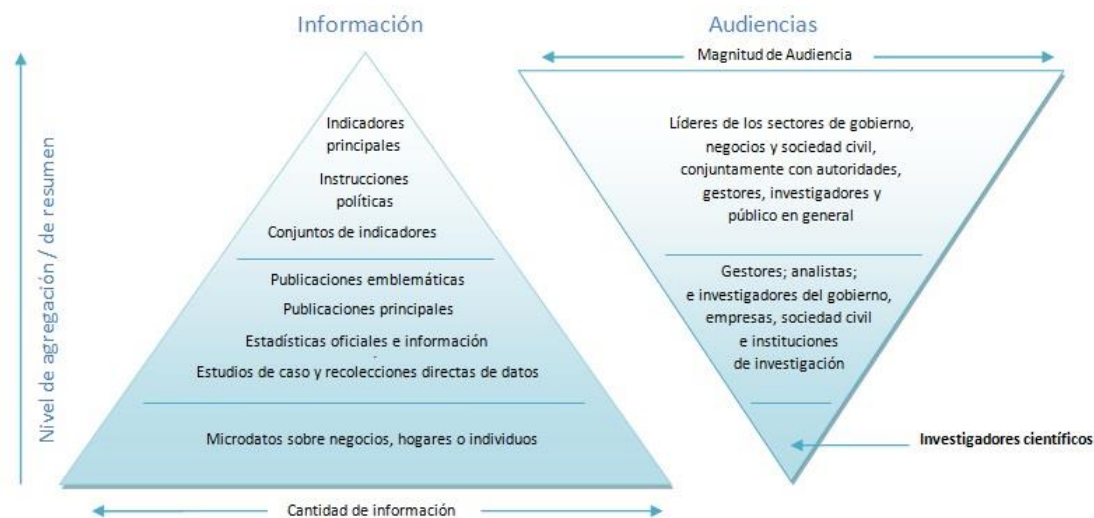 Información
Audiencias
Magnitud de Audiencia
Nivel de agregación / de resumen
Indicadores
principales
Instrucciones
políticas
Conjuntos de indicadores
Publicaciones emblemáticas
Publicaciones principales
Estadísticas oficiales e información
Estudios de caso y recolecciones directas de datos
Microdatos sobre negocios, hogares o individuos
Cantidad de información
Líderes de los sectores de gobierno,
negocios y sociedad civil,
conjuntamente con autoridades,
gestores, investigadores y
público en general
Gestores; analistas;
e investigadores del gobierno,
empresas, sociedad civil
e instituciones
de investigación
Investigadores científicos